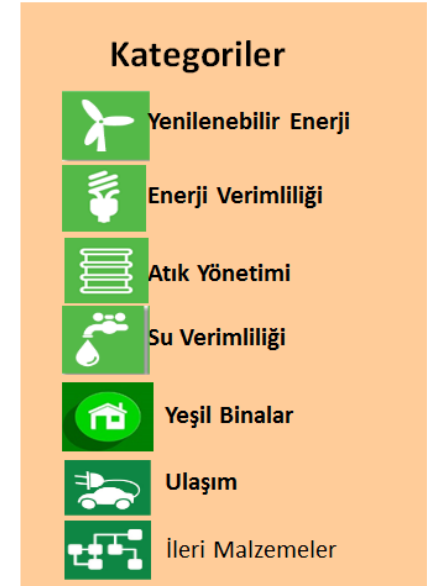 Kategoriler
Yenilenebilir Enerji
Enerji Verimliliği
Atık Yönetimi
Su Verimliliği
Yeşil Binalar
Ulaşım
İleri Malzemeler